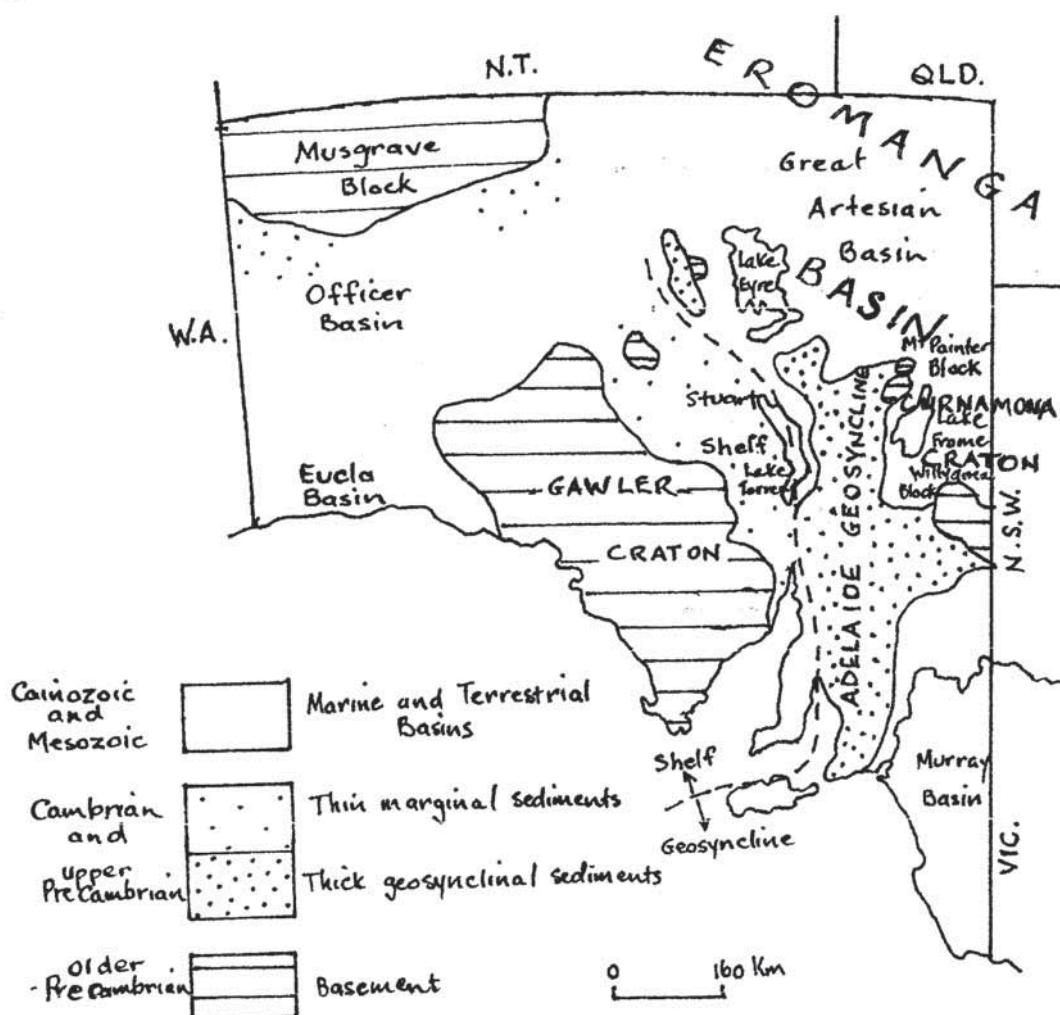 N.T.
QLD.
EROMANGA
BASIN
Musgrave
Block
Great
Artesian
Basin
Officer
Basin
W.A.
Lake
Eyre
Mt Painter
Block
CURNAMONA
CRATON
Lake
Frome
Willyama
Block
Stuart
Shelf
Lake
Torrens
ADELAIDE GEOSYNCLINE
Eucla
Basin
GAWLER
CRATON
N.S.W.
Murray
Basin
VIC.
Shelf
Geosyncline
Cainozoic
and
Mesozoic
Marine and Terrestrial
Basins
Cambrian
and
upper
PreCambrian
Thin marginal sediments
Thick geosynclinal sediments
older
-Precambrian
Basement
0 160 Km